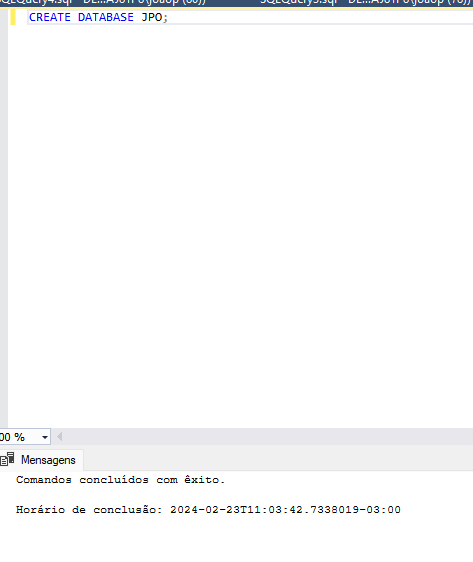 CREATE DATABASE JPO;
00 %
Mensagens
Comandos concluídos com êxito.
Horário de conclusão: 2024-02-23T11:03:42.7338019-03:00